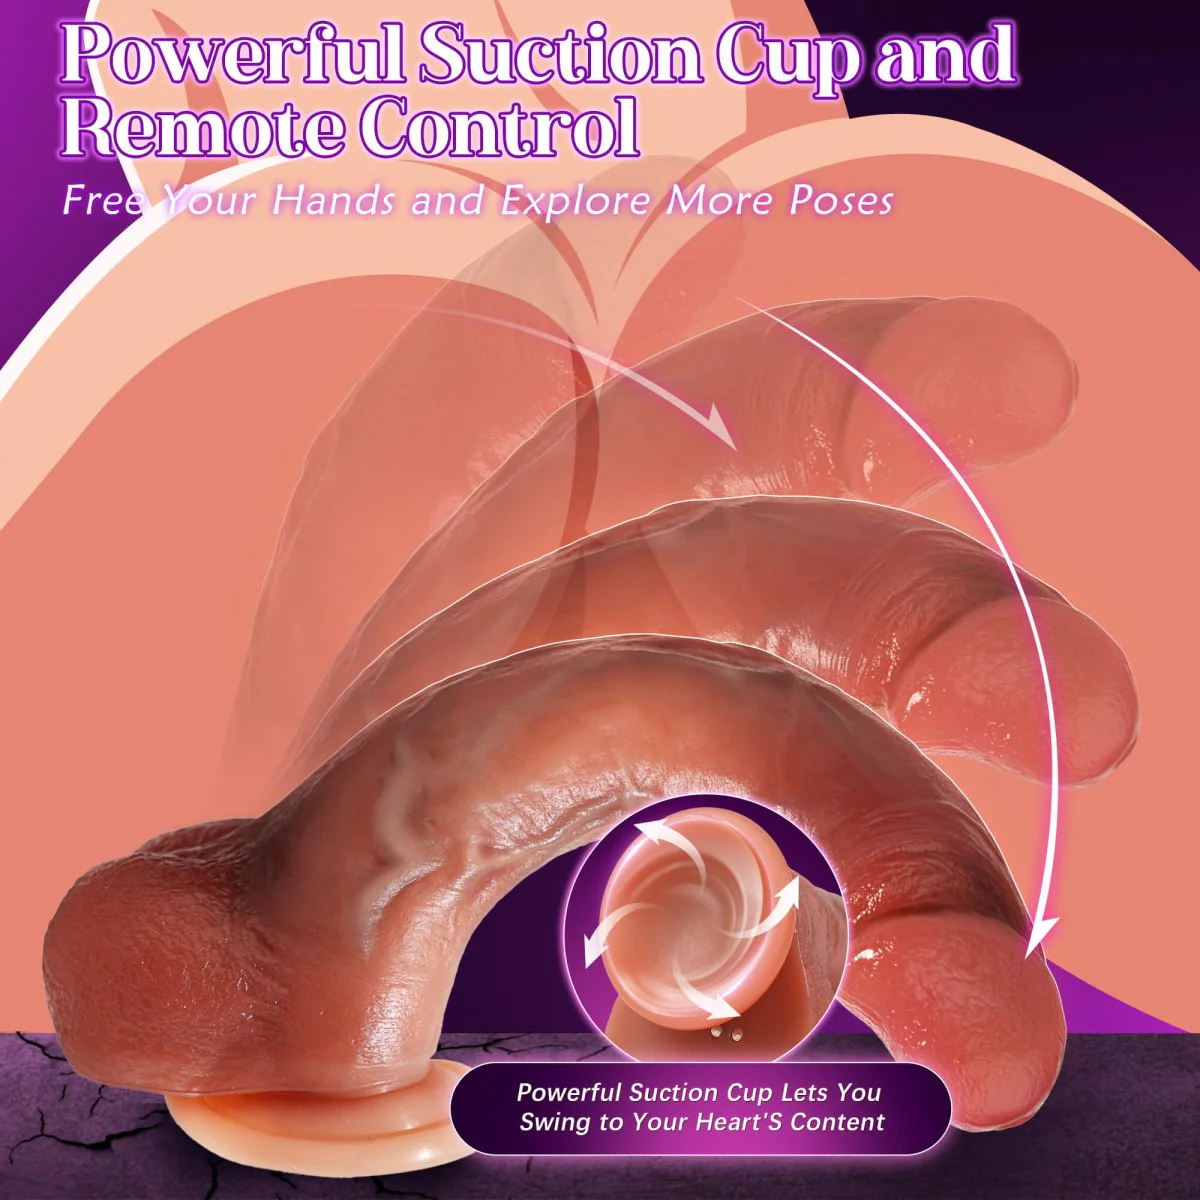 Powerful Suction Cup and
Remote Control
Free Your Hands and Explore More Poses
Powerful Suction Cup Lets You
Swing to Your Heart'S Content